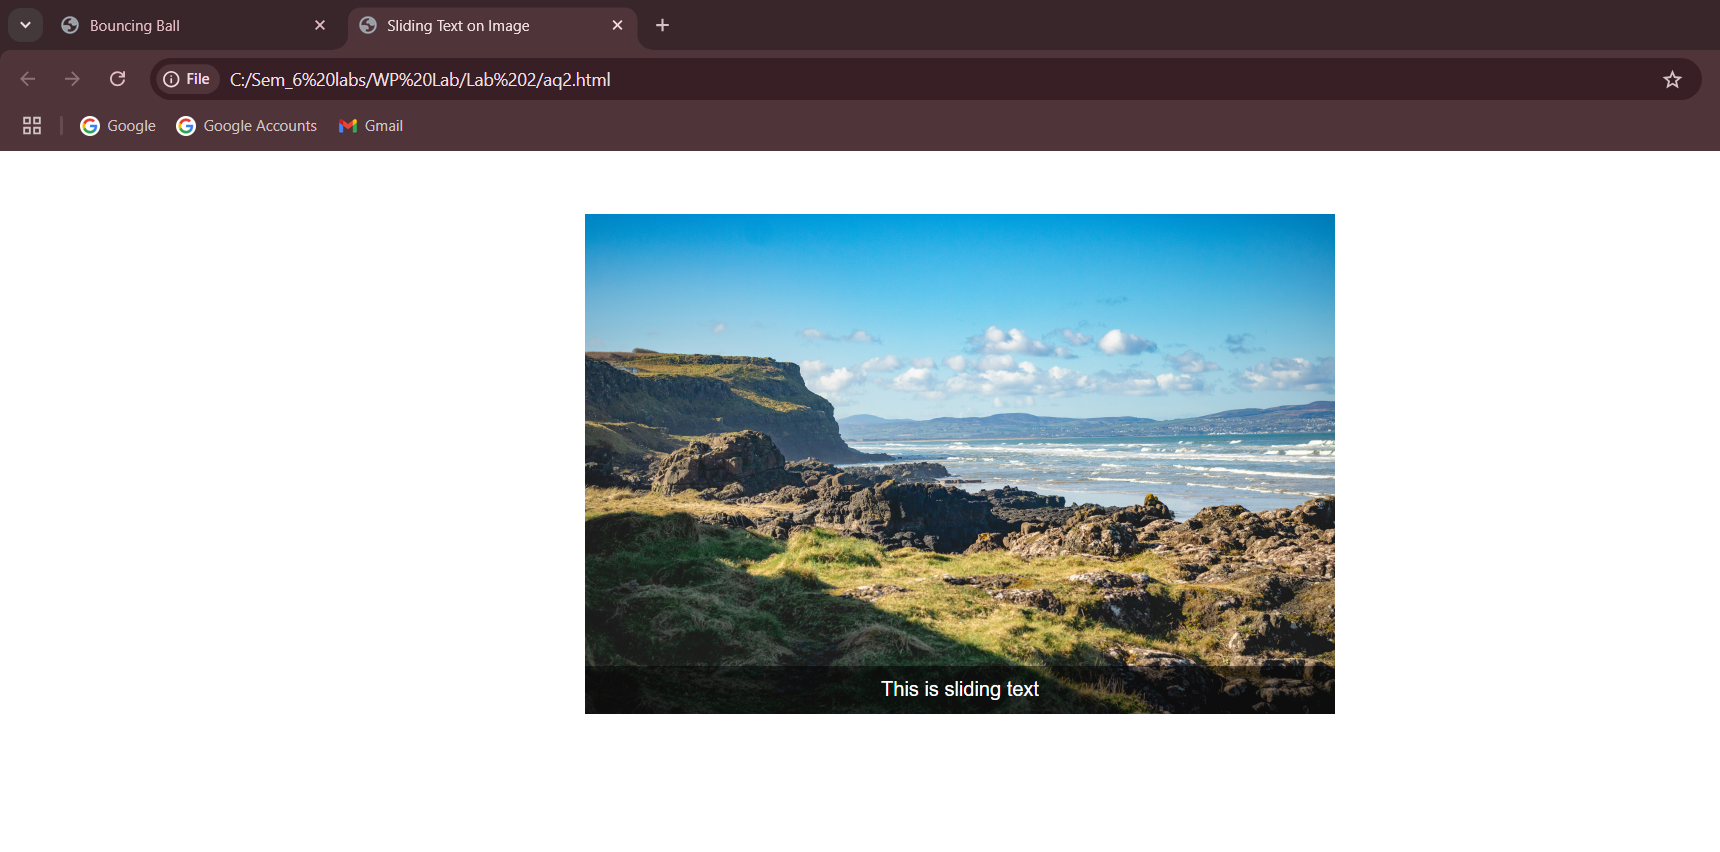 Bouncing Ball
Sliding Text on Image
File C:/Sem_6%20labs/WP%20Lab/Lab%202/aq2.html
Google Google Accounts Gmail
This is sliding text